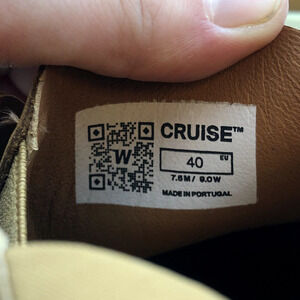 CRUISE™
W
40 EU
7.5M / 9.0W
MADE IN PORTUGAL